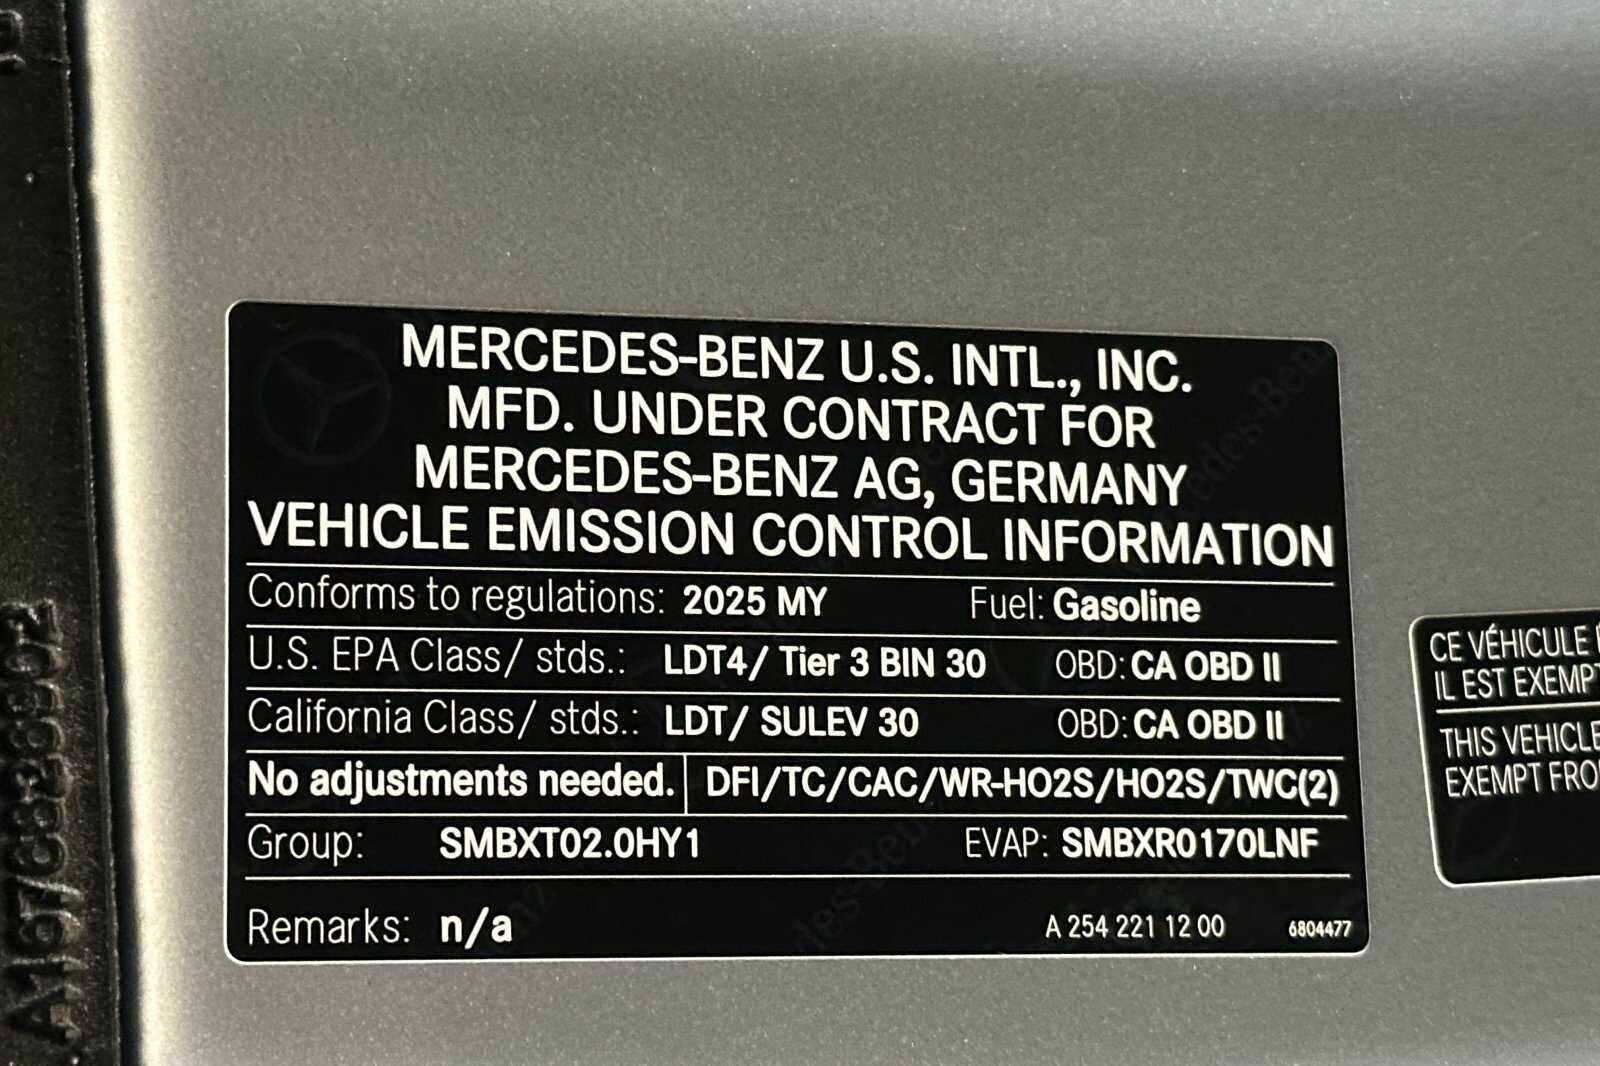 MERCEDES-BENZ U.S. INTL., INC.
MFD. UNDER CONTRACT FOR
MERCEDES-BENZ AG, GERMANY
VEHICLE EMISSION CONTROL INFORMATION
Conforms to regulations: 2025 MY Fuel: Gasoline
U.S. EPA Class/ stds.: LDT4/ Tier 3 BIN 30 OBD: CA OBD II
California Class/ stds.: LDT/ SULEV 30 OBD: CA OBD II
No adjustments needed. DFI/TC/CAC/WR-HO2S/HO2S/TWC(2)
Group: SMBXT02.0HY1 EVAP: SMBXR0170LNF
Remarks: n/a A 254 221 12 00 6804477
CE VÉHICULE
IL EST EXEMP
THIS VEHICLE
EXEMPT FRO